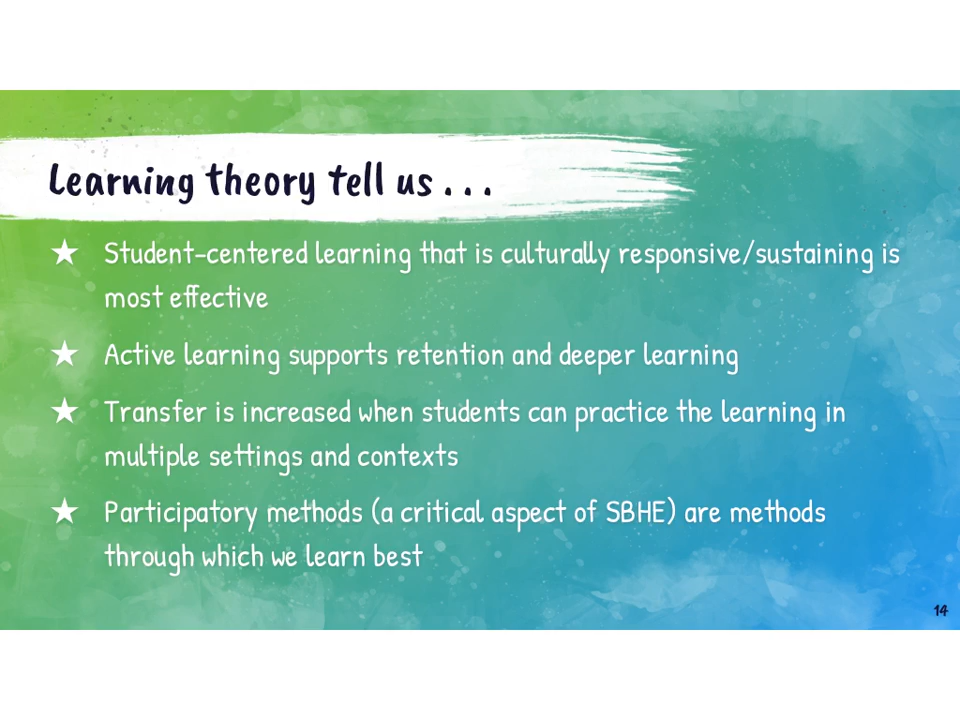 Learning theory tell us . . .
★ Student-centered learning that is culturally responsive/sustaining is
most effective
★ Active learning supports retention and deeper learning
★ Transfer is increased when students can practice the learning in
multiple settings and contexts
★ Participatory methods (a critical aspect of SBHE) are methods
through which we learn best
14